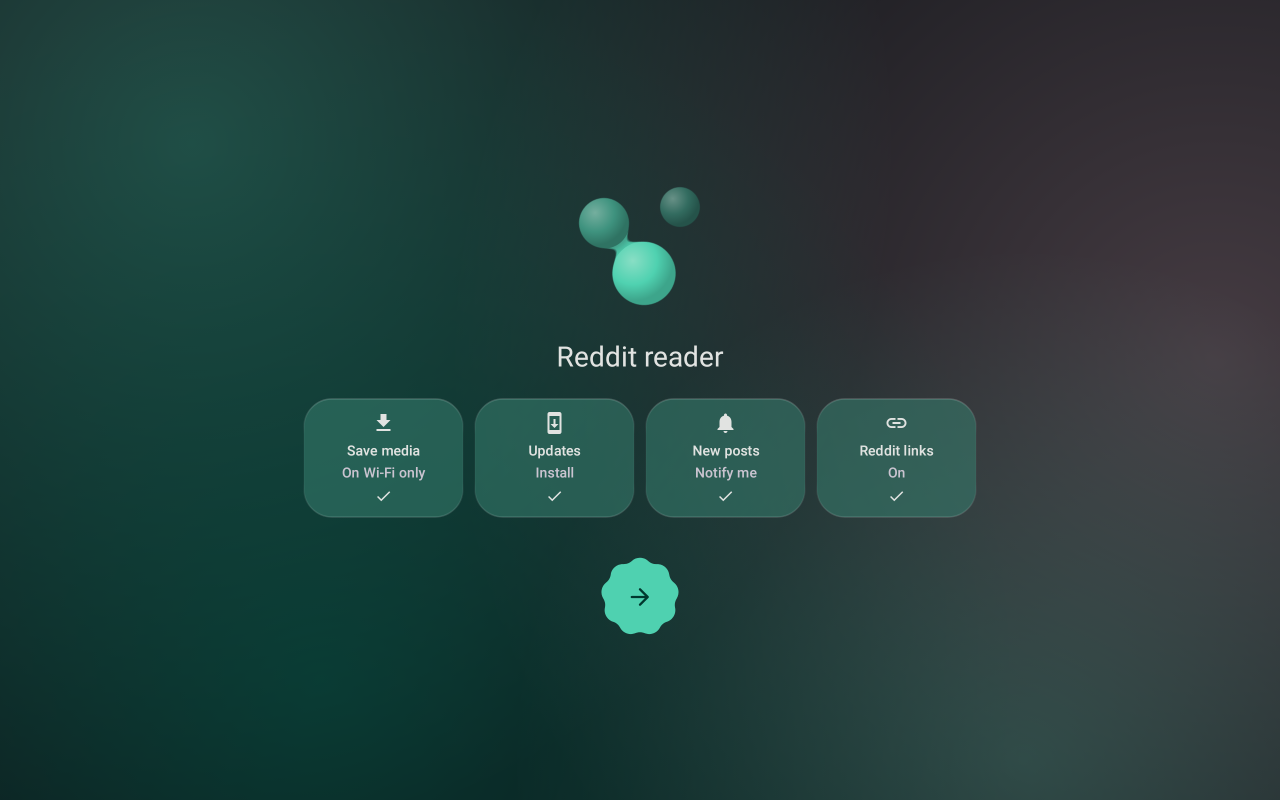 Reddit reader
Save media
On Wi-Fi only
Updates
Install
New posts
Notify me
Reddit links
On